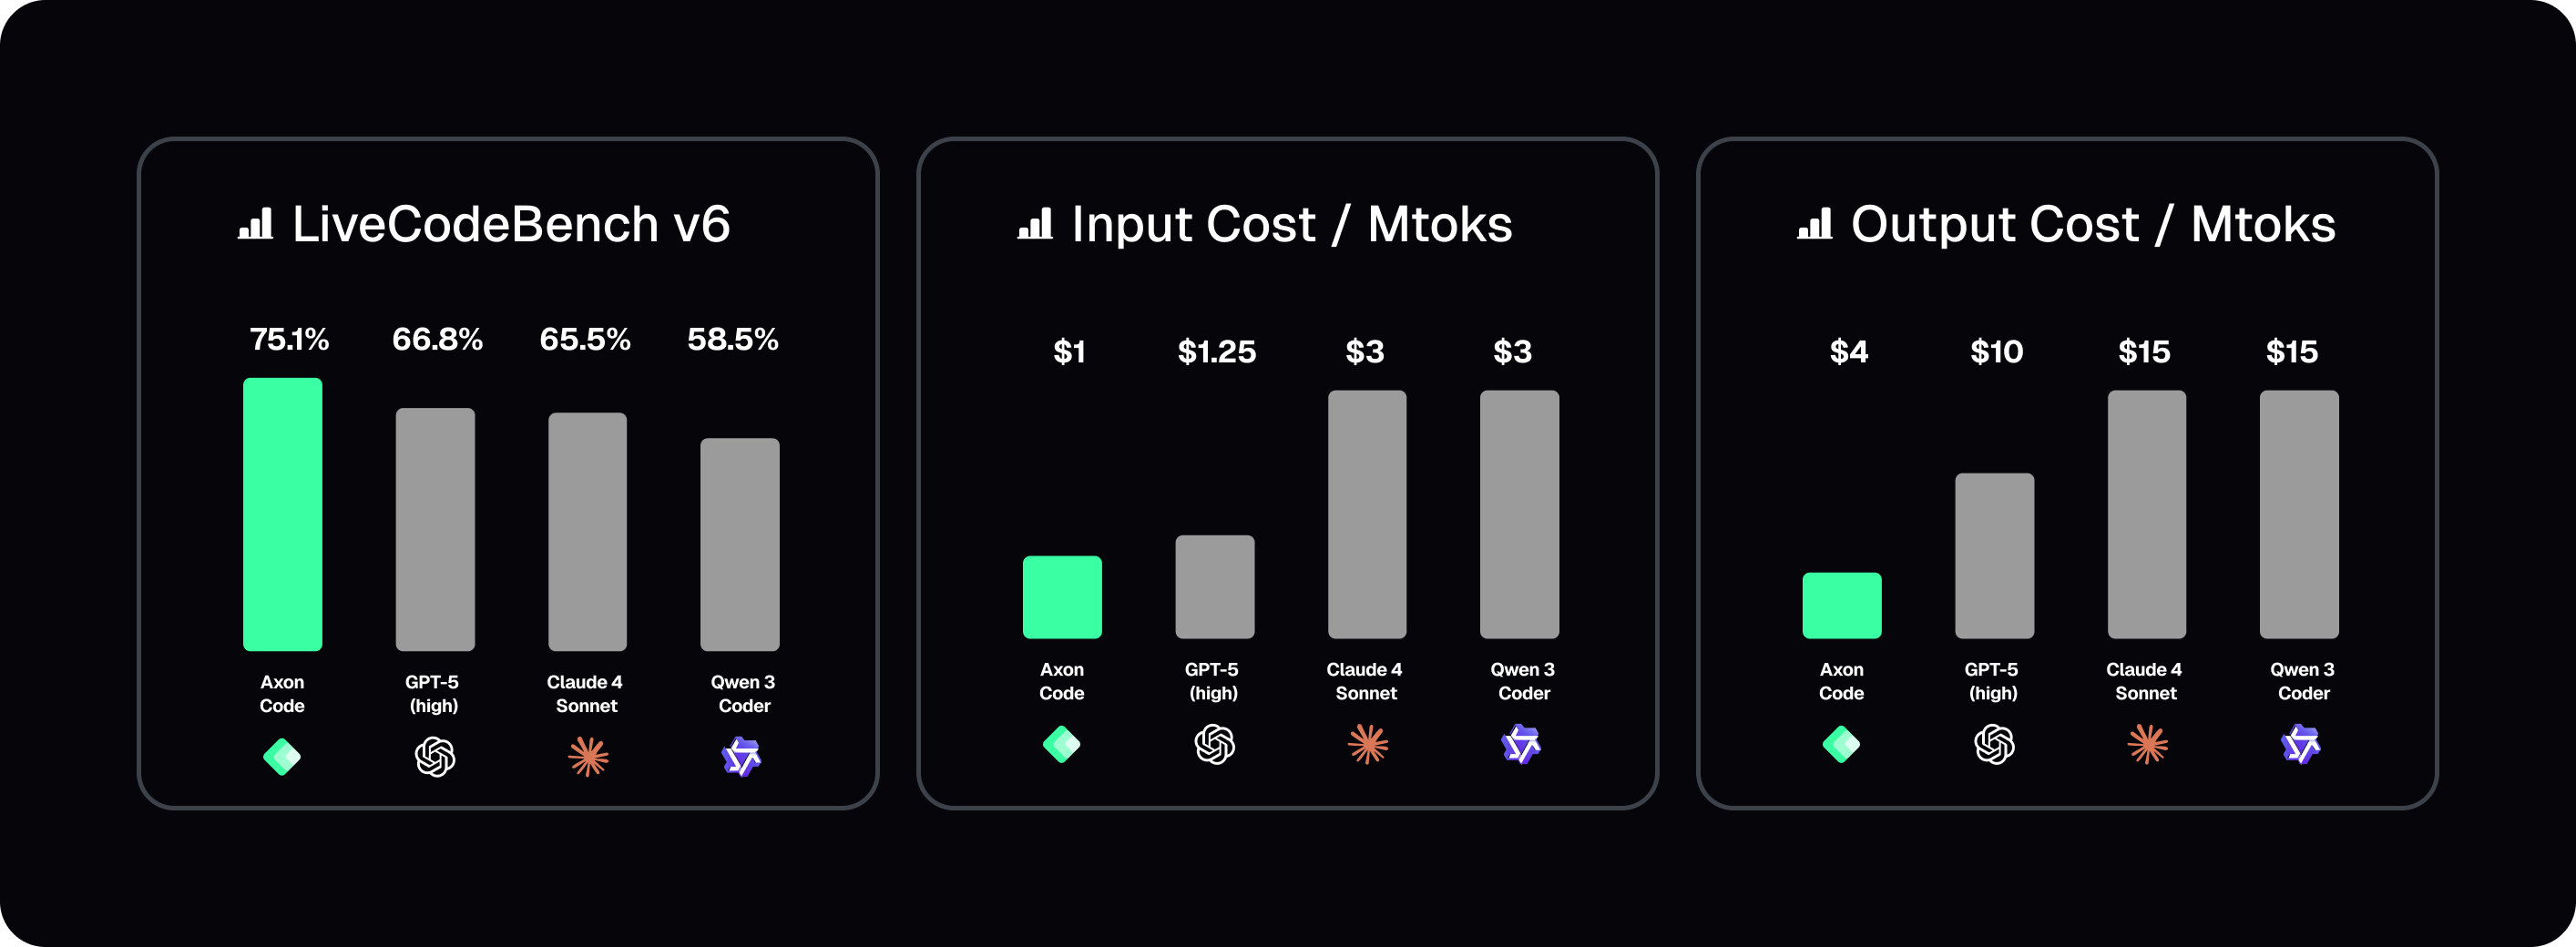 LiveCodeBench v6
75.1% 66.8% 65.5% 58.5%
Axon Code
GPT-5 (high)
Claude 4 Sonnet
Qwen 3 Coder
Input Cost / Mtoks
$1 $1.25 $3 $3
Axon Code
GPT-5 (high)
Claude 4 Sonnet
Qwen 3 Coder
Output Cost / Mtoks
$4 $10 $15 $15
Axon Code
GPT-5 (high)
Claude 4 Sonnet
Qwen 3 Coder